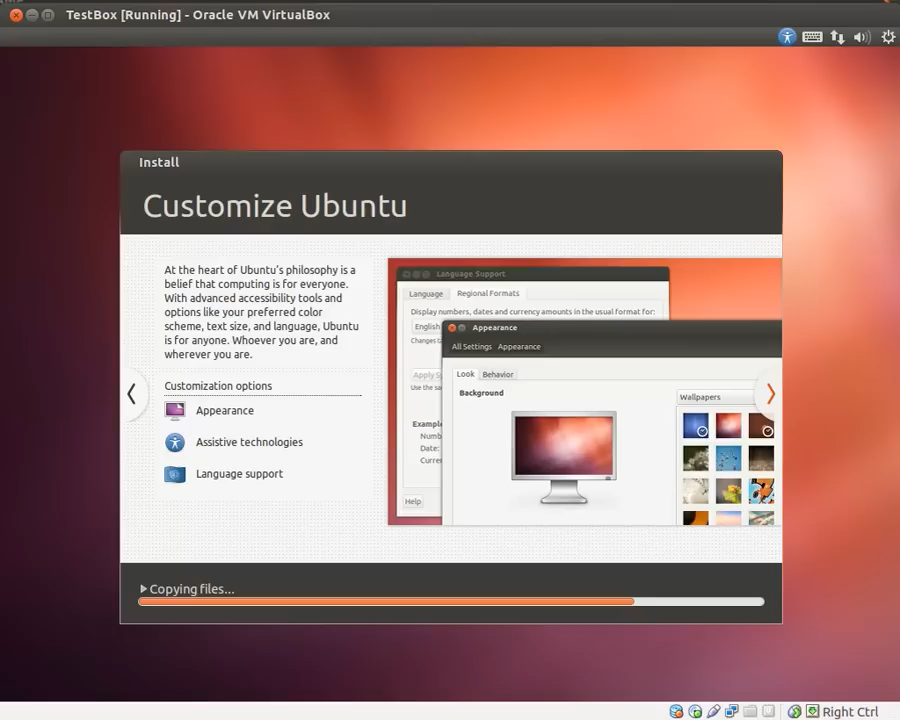 TestBox [Running] - Oracle VM VirtualBox
Install
Customize Ubuntu
At the heart of Ubuntu's philosophy is a
belief that computing is for everyone.
With advanced accessibility tools and
options like your preferred color
scheme, text size, and language, Ubuntu
is for anyone. Whoever you are, and
wherever you are.
Customization options
Appearance
Assistive technologies
Language support
Language Support
Language Regional Formats
Display numbers, dates and currency amounts in the usual format for:
English
Changes
Apply
Use the
Example
Help
Appearance
All Settings Appearance
Look Behavior
Background
Wallpapers
Copying files...
Right Ctrl